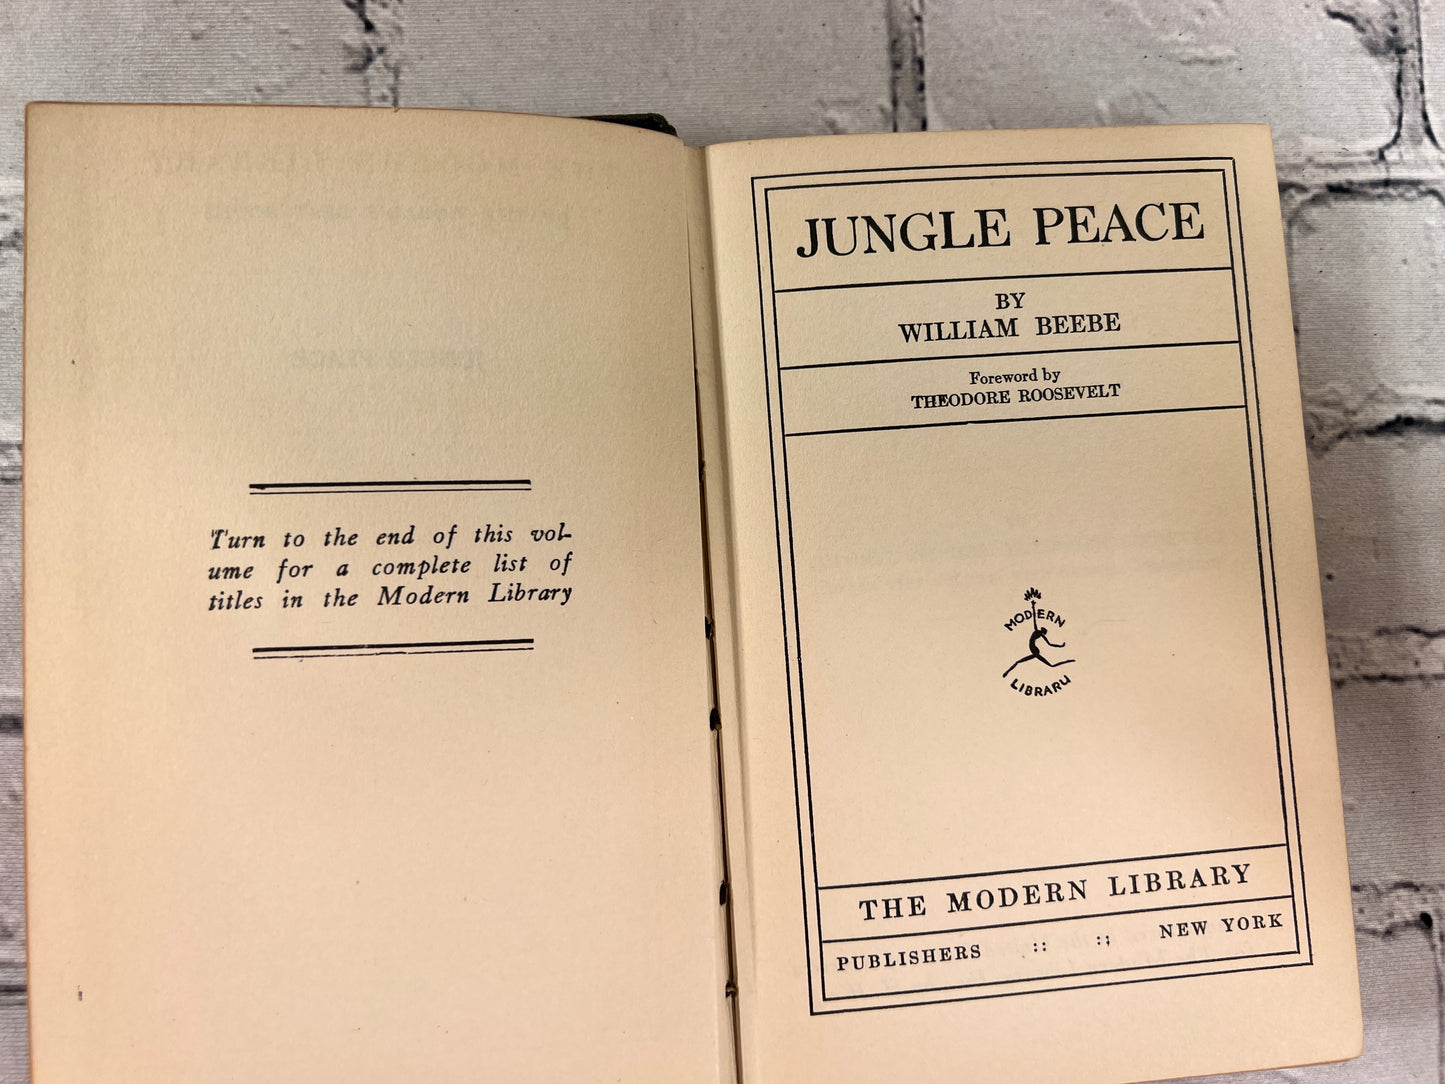 Turn to the end of this vol-
ume for a complete list of
titles in the Modern Library
JUNGLE PEACE
BY
WILLIAM BEEBE
Foreword by
THEODORE ROOSEVELT
MODERN
LIBRARY
THE MODERN LIBRARY
PUBLISHERS :: :: NEW YORK